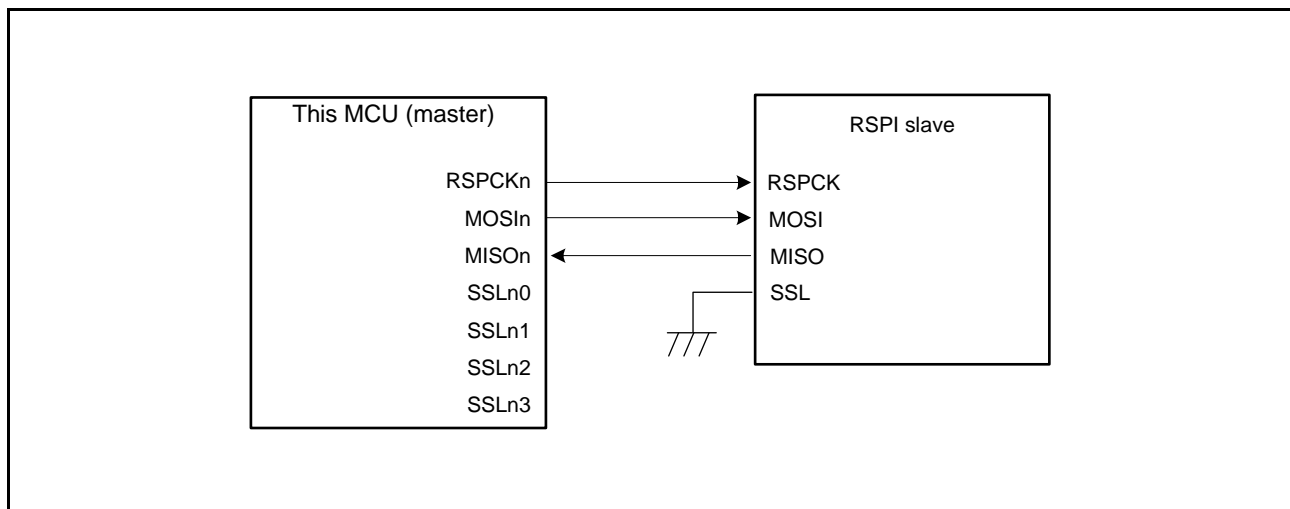 This MCU (master)
RSPCKn
MOSIn
MISOn
SSLn0
SSLn1
SSLn2
SSLn3
RSPI slave
RSPCK
MOSI
MISO
SSL